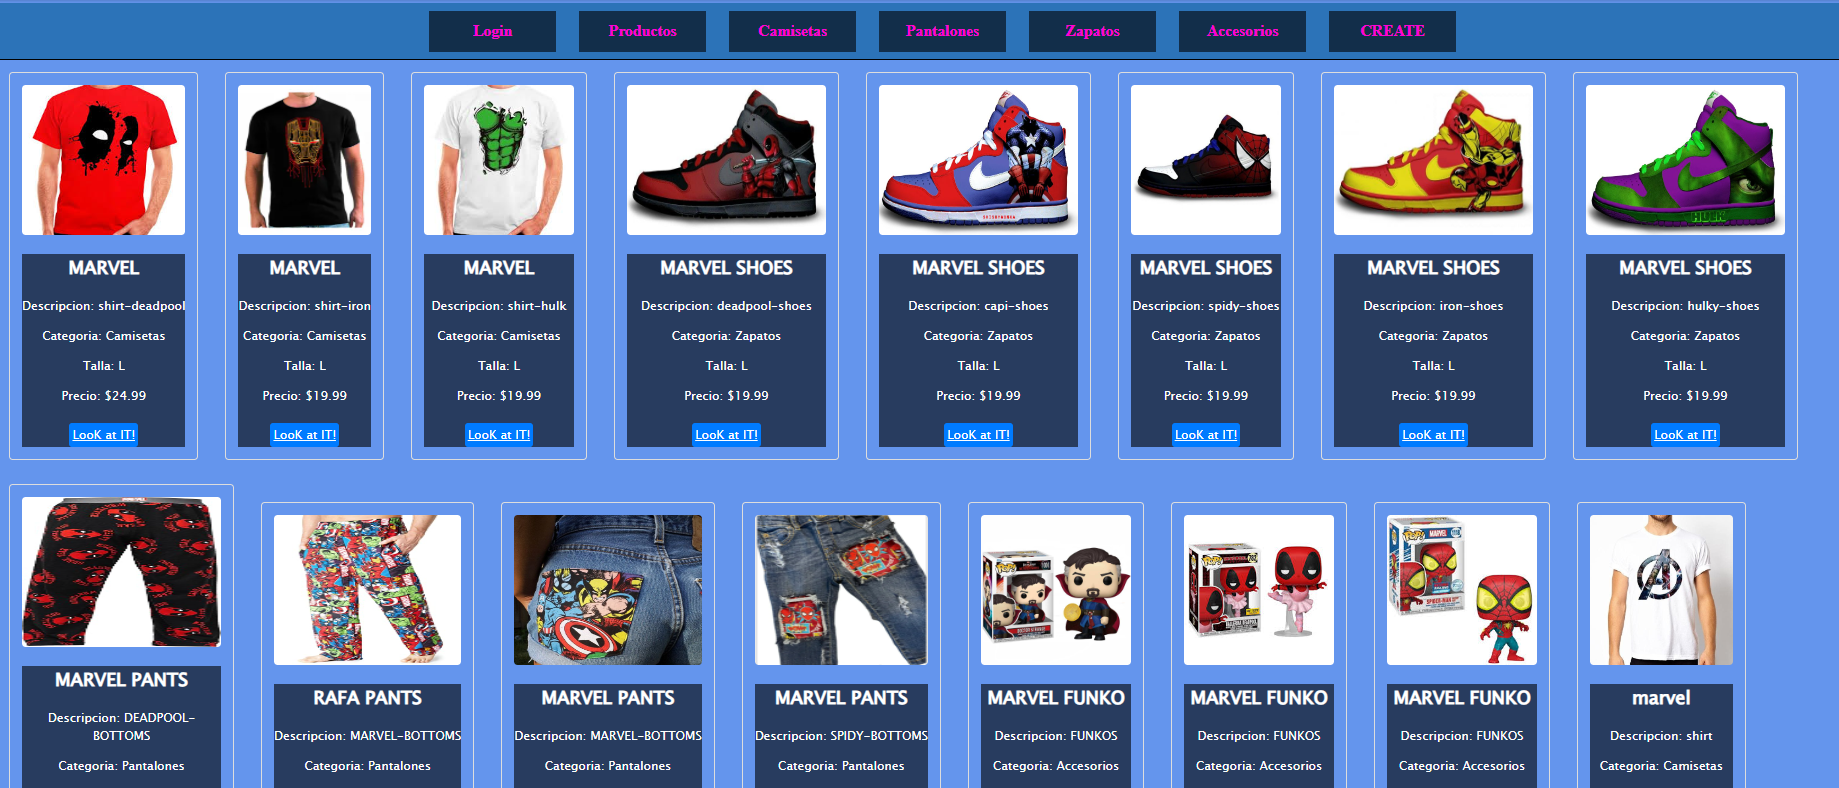 Login
Productos
Camisetas
Pantalones
Zapatos
Accesorios
CREATE
MARVEL
Descripcion: shirt-deadpool
Categoria: Camisetas
Talla: L
Precio: $24.99
LooK at IT!
MARVEL
Descripcion: shirt-iron
Categoria: Camisetas
Talla: L
Precio: $19.99
LooK at IT!
MARVEL
Descripcion: shirt-hulk
Categoria: Camisetas
Talla: L
Precio: $19.99
LooK at IT!
MARVEL SHOES
Descripcion: deadpool-shoes
Categoria: Zapatos
Talla: L
Precio: $19.99
LooK at IT!
MARVEL SHOES
Descripcion: capi-shoes
Categoria: Zapatos
Talla: L
Precio: $19.99
LooK at IT!
MARVEL SHOES
Descripcion: spidy-shoes
Categoria: Zapatos
Talla: L
Precio: $19.99
LooK at IT!
MARVEL SHOES
Descripcion: iron-shoes
Categoria: Zapatos
Talla: L
Precio: $19.99
LooK at IT!
HULK
MARVEL SHOES
Descripcion: hulky-shoes
Categoria: Zapatos
Talla: L
Precio: $19.99
LooK at IT!
MARVEL PANTS
Descripcion: DEADPOOL-
BOTTOMS
Categoria: Pantalones
RAFA PANTS
Descripcion: MARVEL-BOTTOMS
Categoria: Pantalones
MARVEL PANTS
Descripcion: MARVEL-BOTTOMS
Categoria: Pantalones
MARVEL PANTS
Descripcion: SPIDY-BOTTOMS
Categoria: Pantalones
POP!
MARVEL FUNKO
Descripcion: FUNKOS
Categoria: Accesorios
POP!
MARVEL FUNKO
Descripcion: FUNKOS
Categoria: Accesorios
POP!
MARVEL
MARVEL FUNKO
Descripcion: FUNKOS
Categoria: Accesorios
marvel
Descripcion: shirt
Categoria: Camisetas